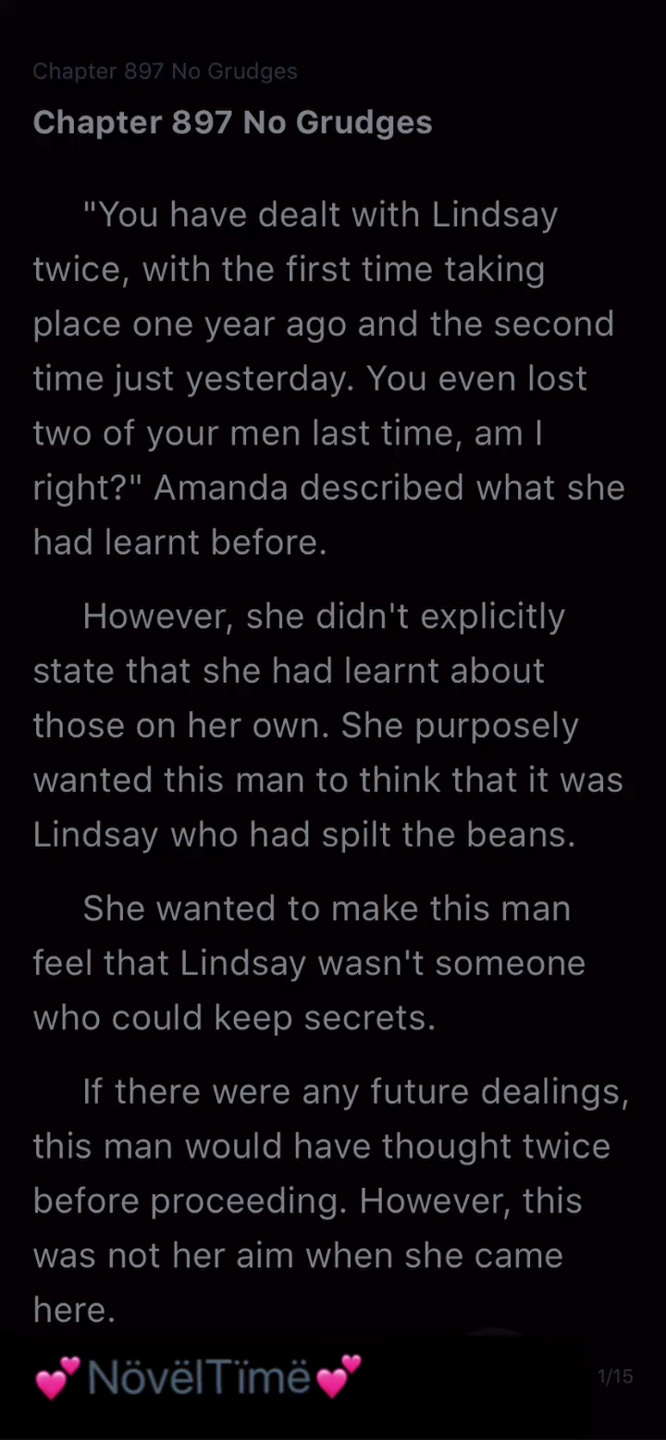 Chapter 897 No Grudges
Chapter 897 No Grudges
"You have dealt with Lindsay
twice, with the first time taking
place one year ago and the second
time just yesterday. You even lost
two of your men last time, am I
right?" Amanda described what she
had learnt before.
However, she didn't explicitly
state that she had learnt about
those on her own. She purposely
wanted this man to think that it was
Lindsay who had spilt the beans.
She wanted to make this man
feel that Lindsay wasn't someone
who could keep secrets.
If there were any future dealings,
this man would have thought twice
before proceeding. However, this
was not her aim when she came
here.
💕NövëlTïmë💕
1/15